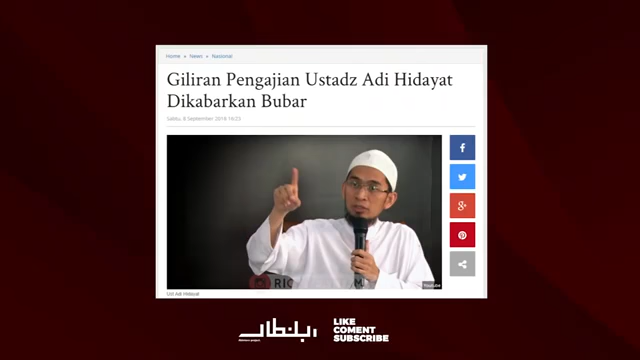 Home » News » Nasional
Giliran Pengajian Ustadz Adi Hidayat
Dikabarkan Bubar
Sabtu, 8 September 2018 16:23
Youtube
Ust Adi Hidayat
LIKE
COMENT
SUBSCRIBE